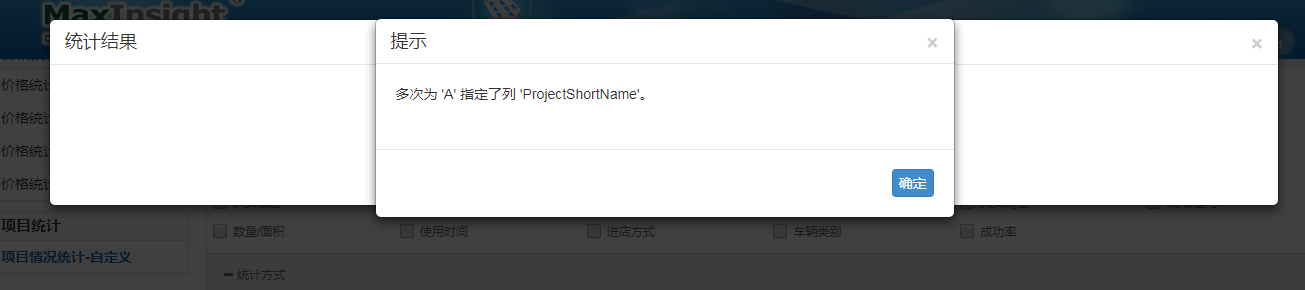 MaxInsight
统计结果
提示
多次为 'A' 指定了列 'ProjectShortName'。
确定
价格统计
价格统计
价格统计
价格统计
项目统计
项目情况统计-自定义
数量/面积 使用时间 进店方式 车辆类别 成功率
统计方式